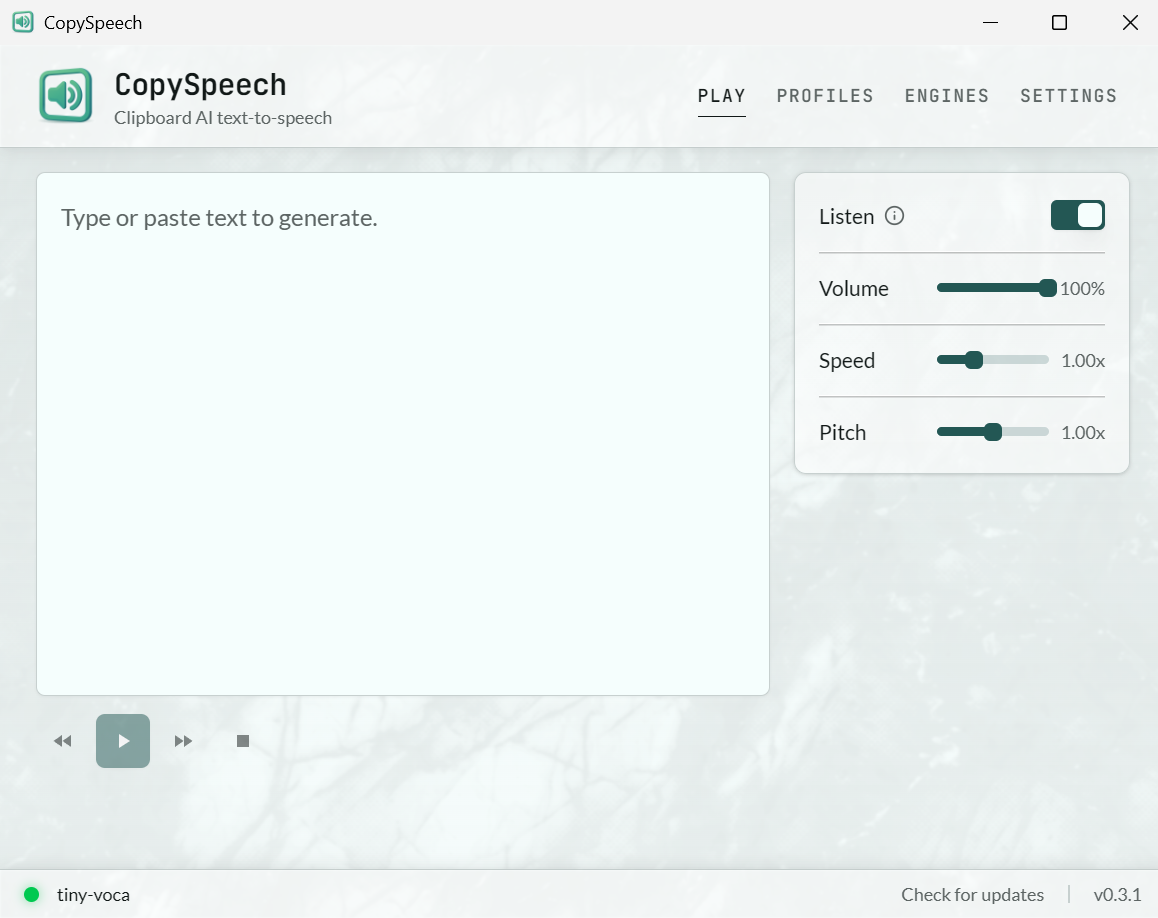 CopySpeech
CopySpeech
Clipboard AI text-to-speech
PLAY PROFILES ENGINES SETTINGS
Type or paste text to generate.
Listen
Volume 100%
Speed 1.00x
Pitch 1.00x
tiny-voca
Check for updates v0.3.1